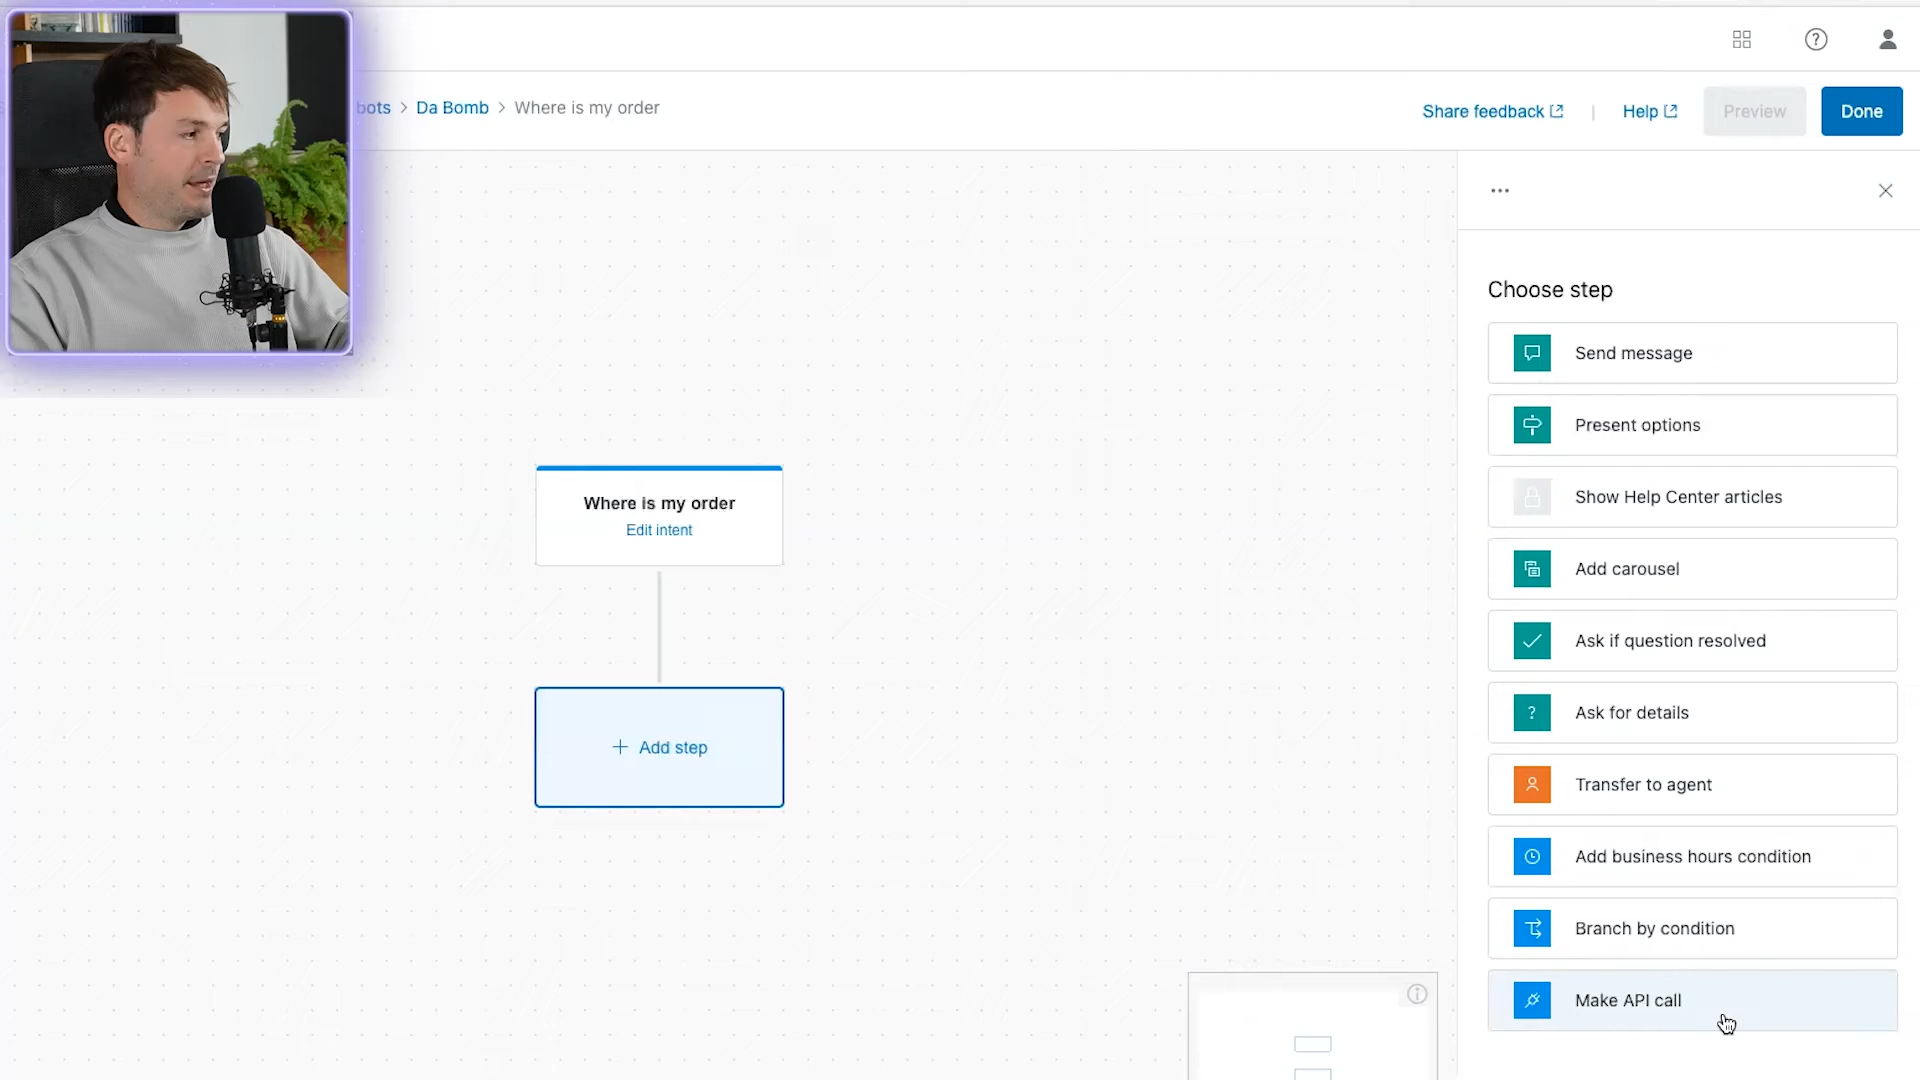 bots > Da Bomb > Where is my order
Share feedback | Help
Preview
Done
Choose step
Send message
Present options
Show Help Center articles
Add carousel
Ask if question resolved
? Ask for details
Transfer to agent
Add business hours condition
Branch by condition
Make API call
Where is my order
Edit intent
+ Add step